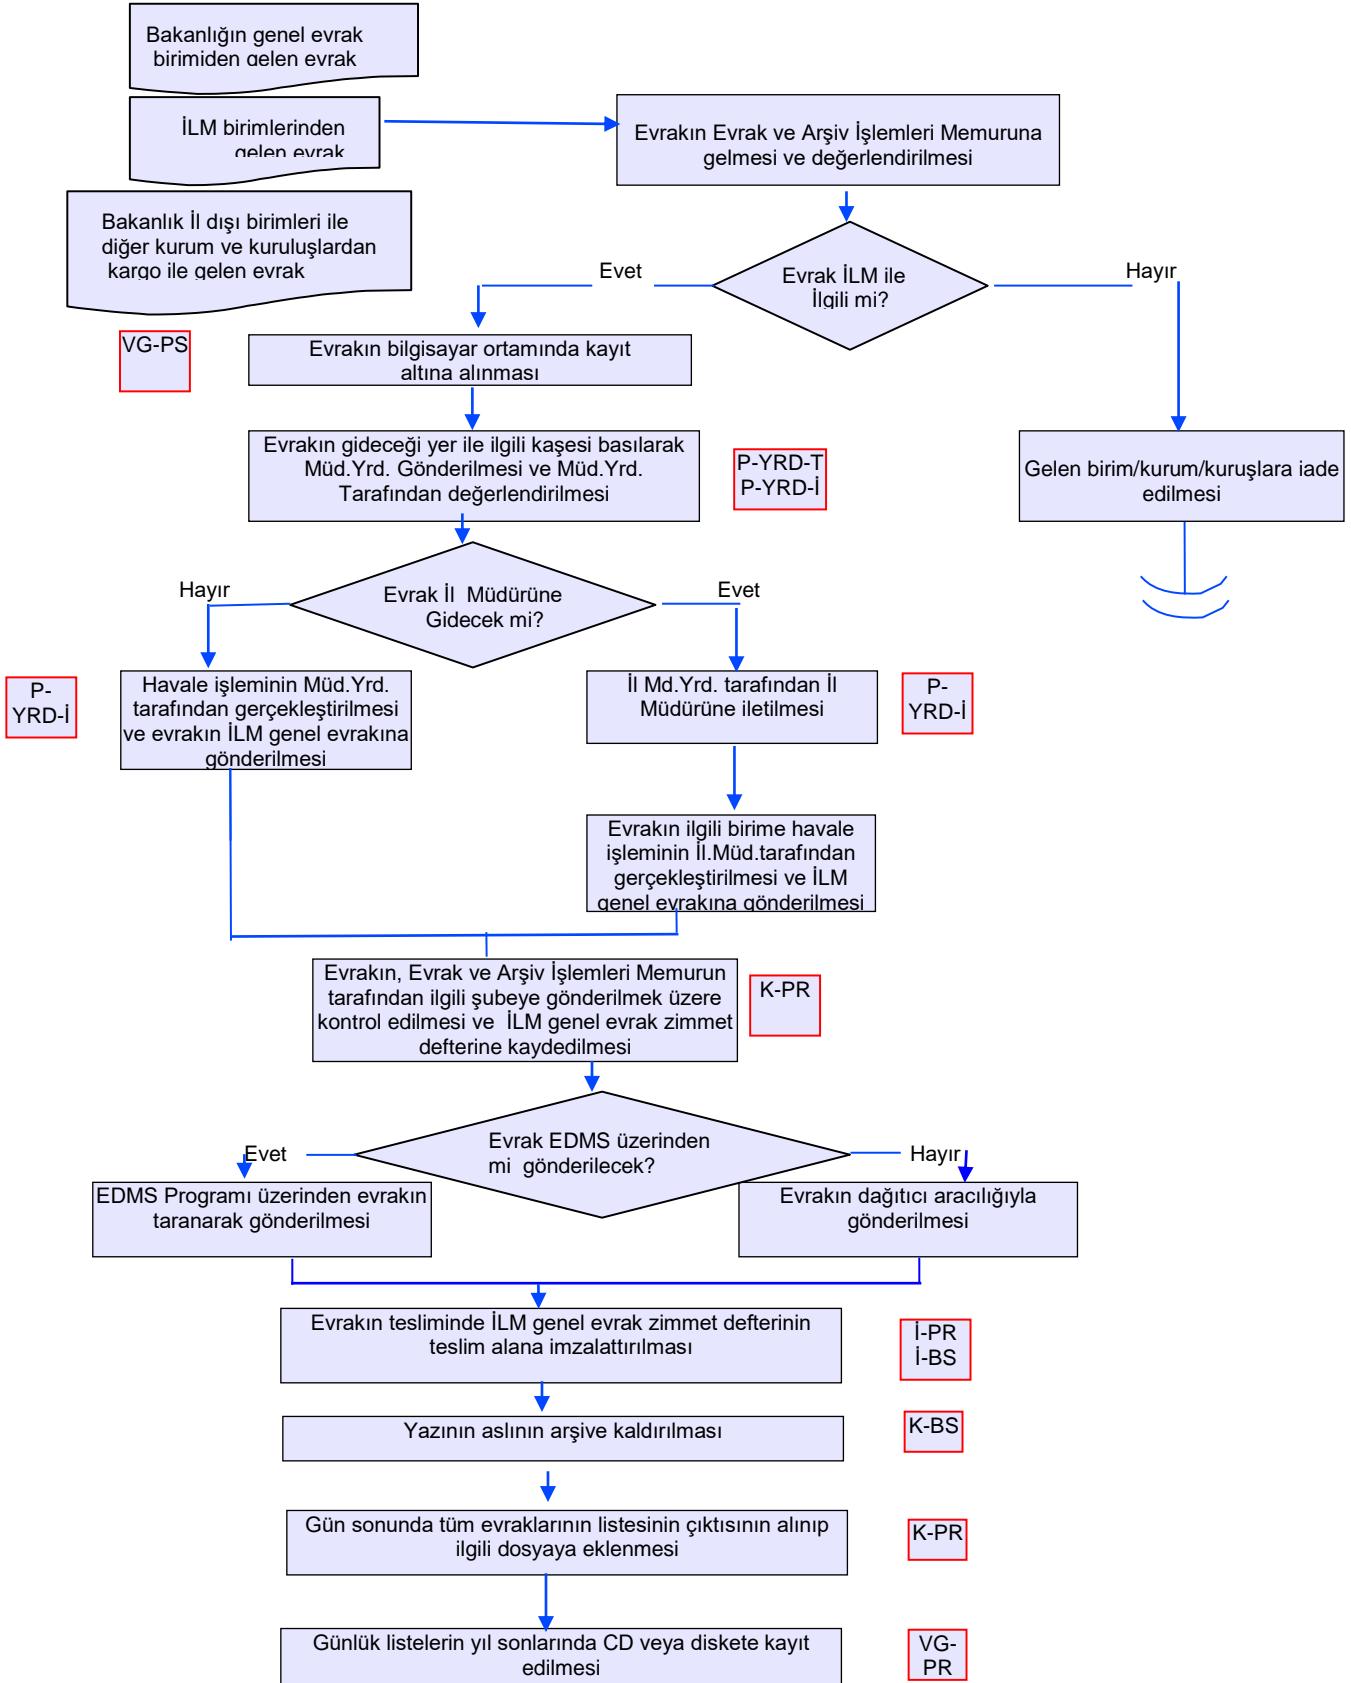 Bakanlığın genel evrak
birimiden gelen evrak
İLM birimlerinden
gelen evrak
Evrakın Evrak ve Arşiv İşlemleri Memuruna
gelmesi ve değerlendirilmesi
Bakanlık İl dışı birimleri ile
diğer kurum ve kuruluşlardan
kargo ile gelen evrak
Evet
Evrak İLM ile
İlgili mi?
Hayır
VG-PS
Evrakın bilgisayar ortamında kayıt
altına alınması
Evrakın gideceği yer ile ilgili kaşesi basılarak
Müd.Yrd. Gönderilmesi ve Müd.Yrd.
Tarafından değerlendirilmesi
P-YRD-T
P-YRD-İ
Gelen birim/kurum/kuruşlara iade
edilmesi
Hayır
Evrak İl  Müdürüne
Gidecek mi?
Evet
P-
YRD-İ
Havale işleminin Müd.Yrd.
tarafından gerçekleştirilmesi
ve evrakın İLM genel evrakına
gönderilmesi
İl Md.Yrd. tarafından İl
Müdürüne iletilmesi
P-
YRD-İ
Evrakın ilgili birime havale
işleminin İl.Müd.tarafından
gerçekleştirilmesi ve İLM
genel evrakına gönderilmesi
Evrakın, Evrak ve Arşiv İşlemleri Memurun
tarafından ilgili şubeye gönderilmek üzere
kontrol edilmesi ve  İLM genel evrak zimmet
defterine kaydedilmesi
K-PR
Evet
Evrak EDMS üzerinden
mi  gönderilecek?
Hayır
EDMS Programı üzerinden evrakın
taranarak gönderilmesi
Evrakın dağıtıcı aracılığıyla
gönderilmesi
Evrakın tesliminde İLM genel evrak zimmet defterinin
teslim alana imzalattırılması
İ-PR
İ-BS
Yazının aslının arşive kaldırılması
K-BS
Gün sonunda tüm evraklarının listesinin çıktısının alınıp
ilgili dosyaya eklenmesi
K-PR
Günlük listelerin yıl sonlarında CD veya diskete kayıt
edilmesi
VG-
PR